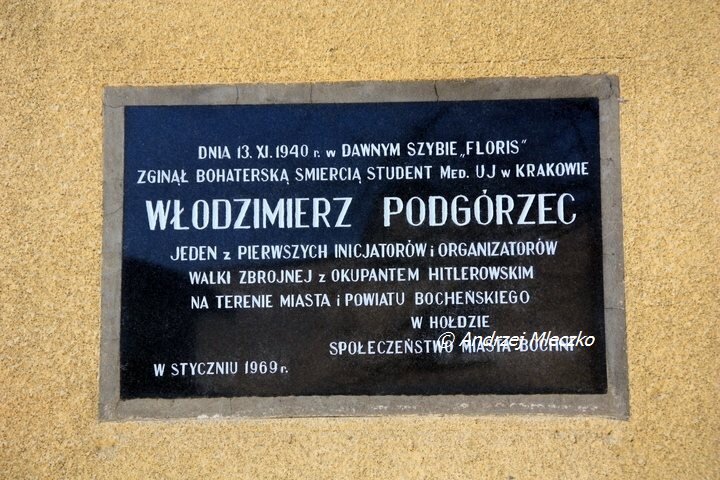 DNIA 13. XI. 1940 r. w DAWNYM SZYBIE „FLORIS"
ZGINĄŁ BOHATERSKĄ ŚMIERCIĄ STUDENT MED. UJ w KRAKOWIE
WŁODZIMIERZ PODGÓRZEC
JEDEN z PIERWSZYCH INICJATORÓW i ORGANIZATORÓW
WALKI ZBROJNEJ z OKUPANTEM HITLEROWSKIM
NA TERENIE MIASTA i POWIATU BOCHEŃSKIEGO
W HOŁDZIE
© Andrzej Mleczko
SPOŁECZEŃSTWO MIASTA BOCHNI
W STYCZNIU 1969 r.